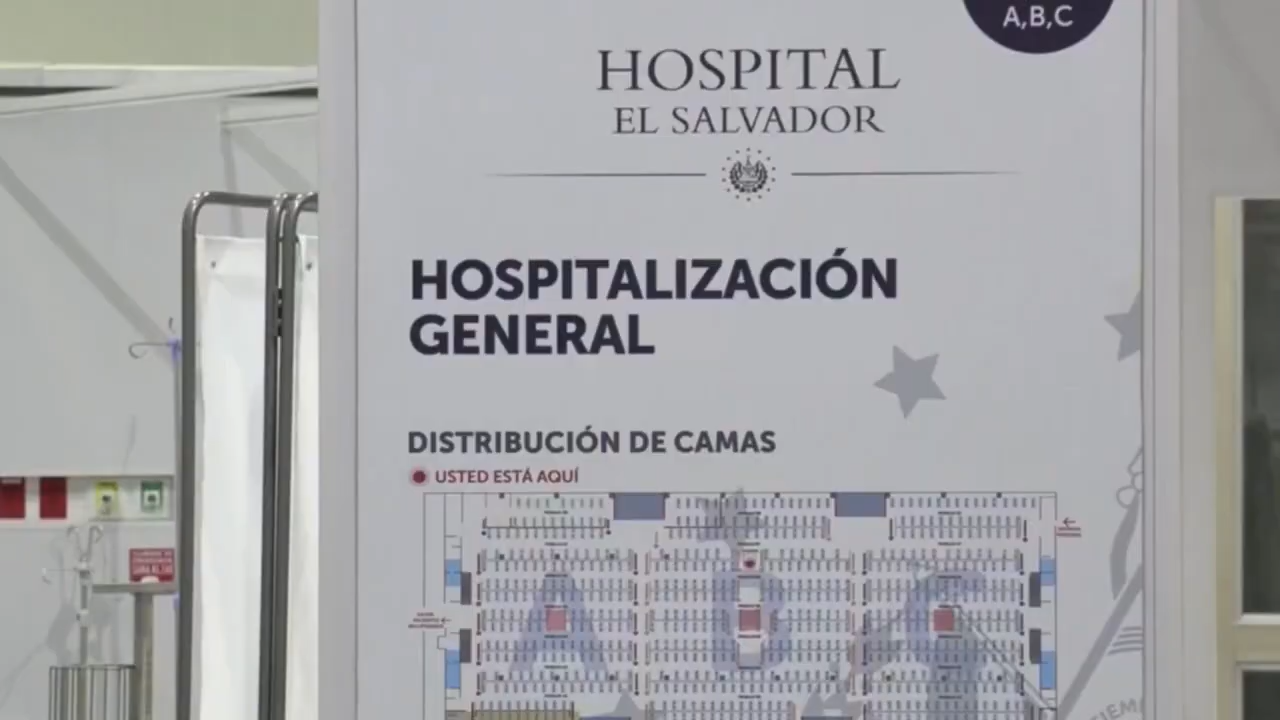 A,B,C
HOSPITAL
EL SALVADOR
HOSPITALIZACIÓN
GENERAL
DISTRIBUCIÓN DE CAMAS
USTED ESTÁ AQUÍ
A B C